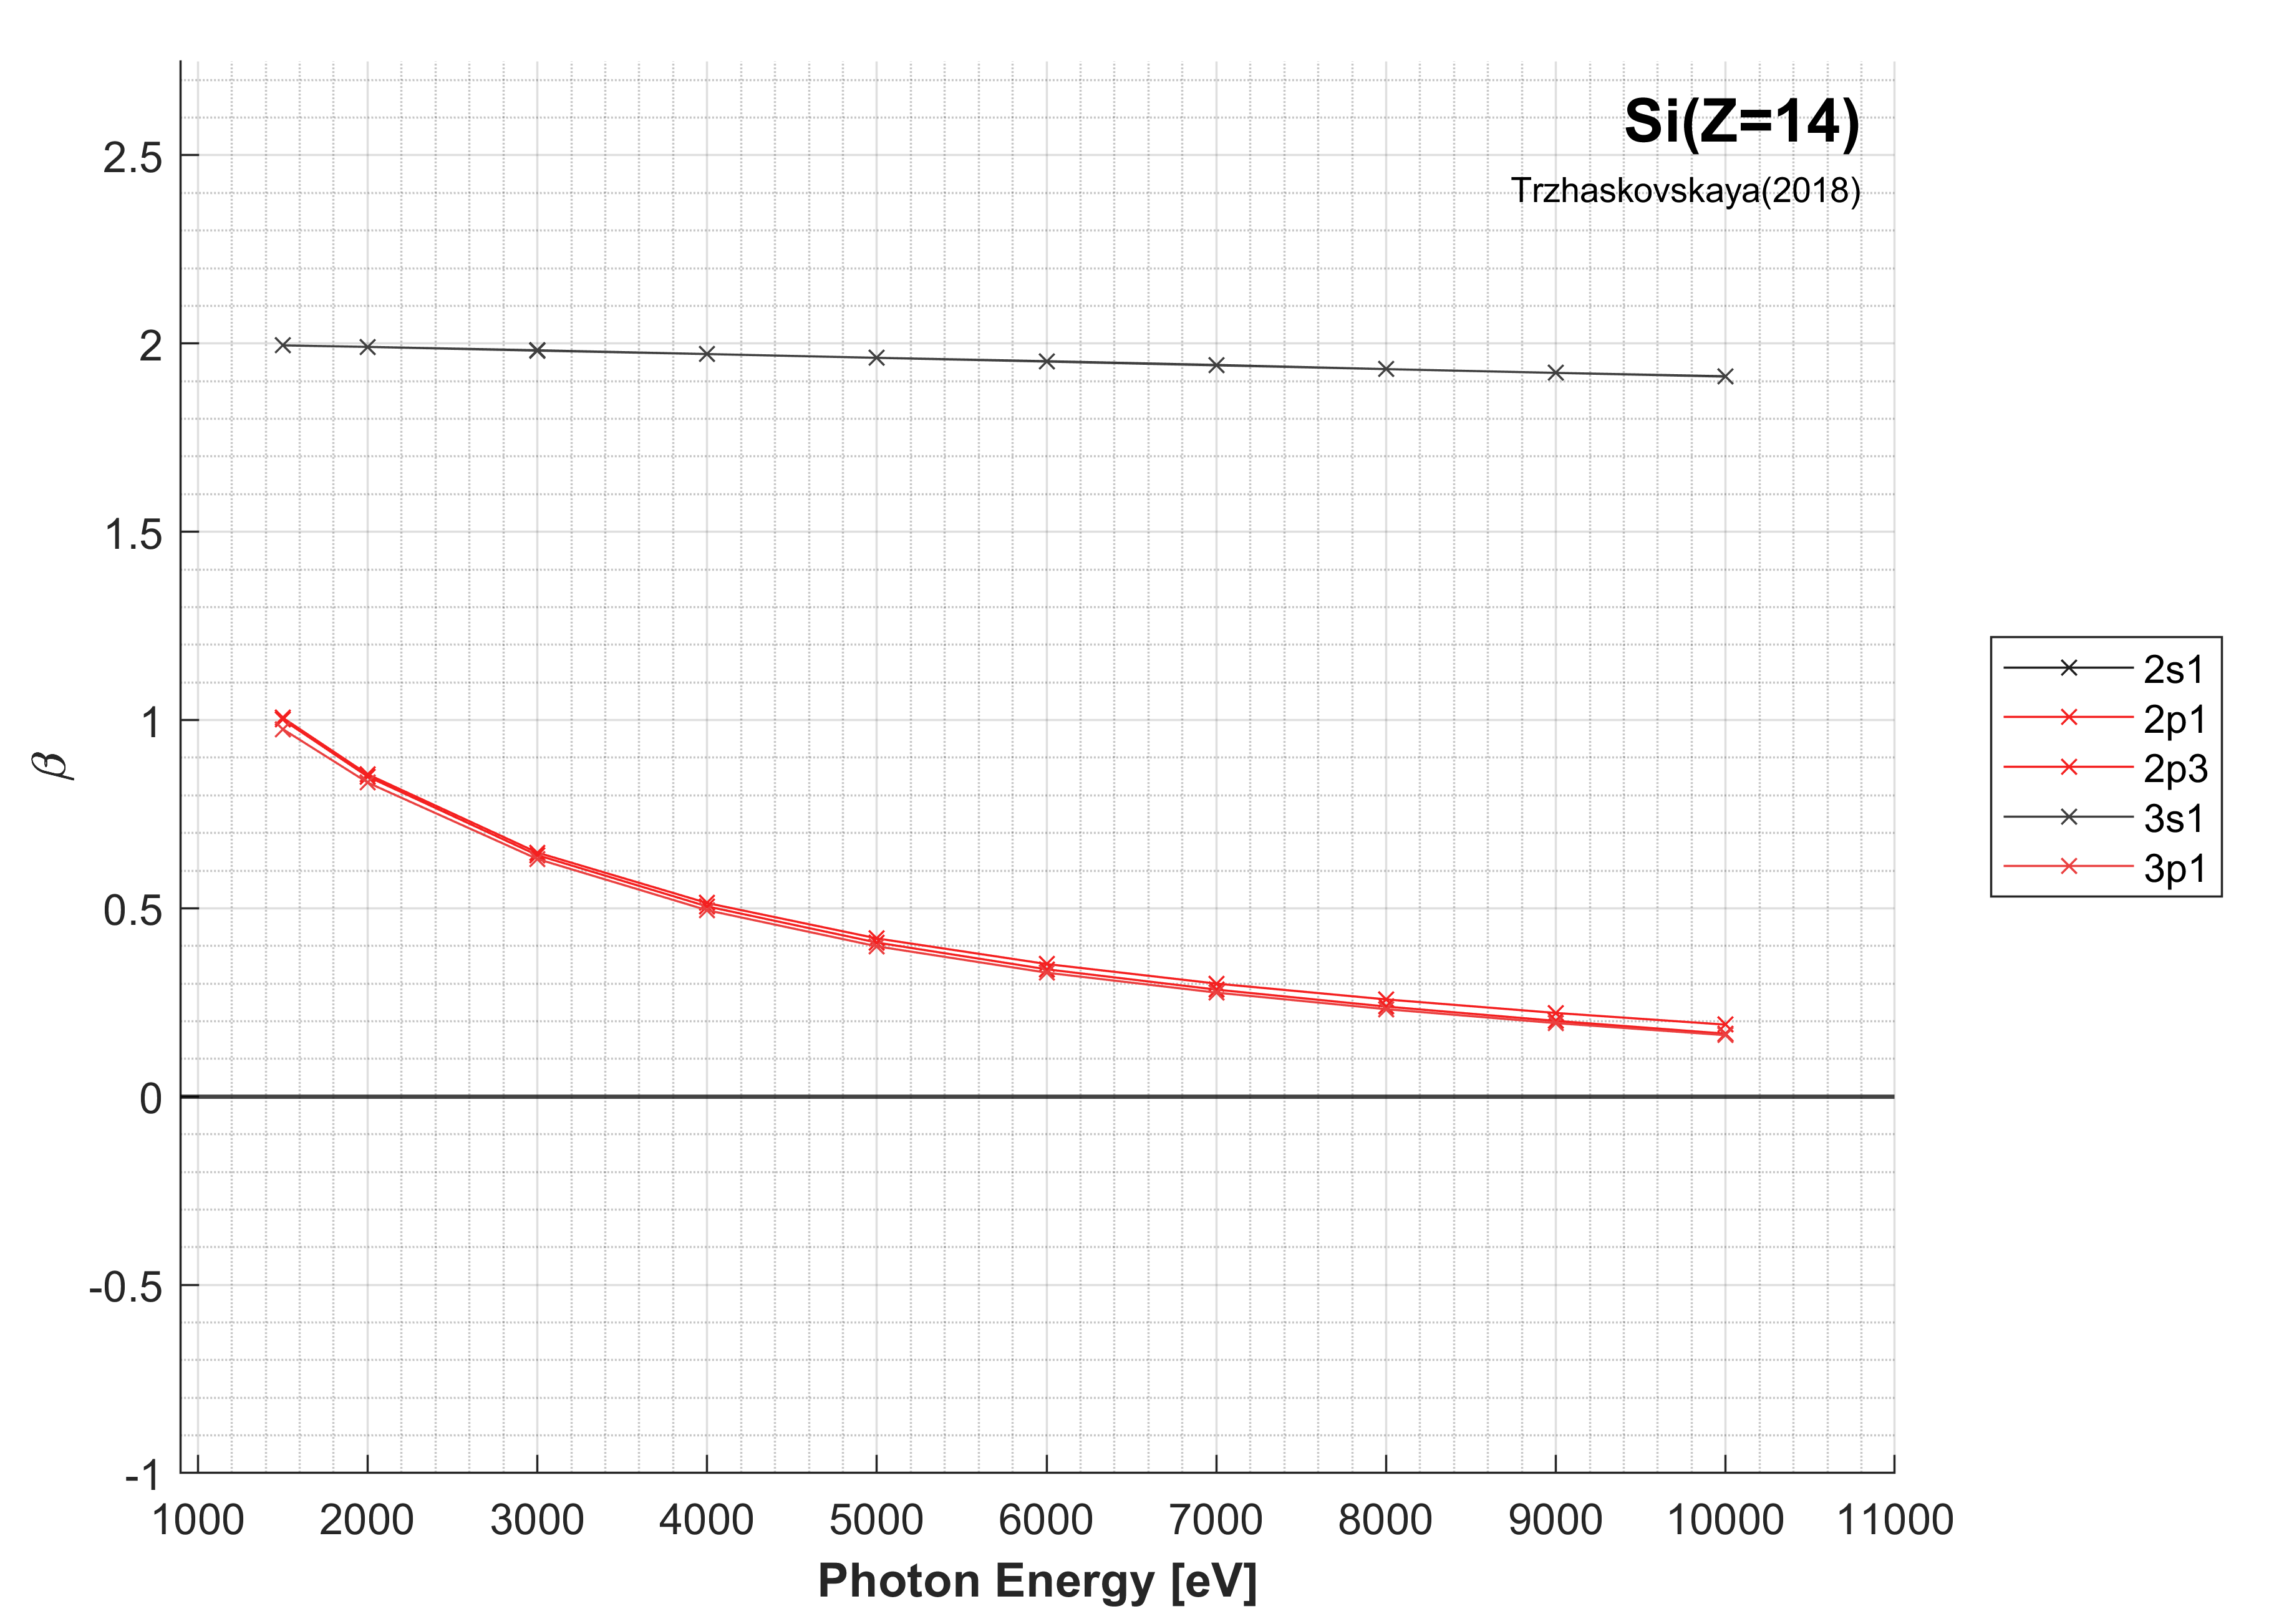 Si(Z=14)
Trzhaskovskaya(2018)
2.5
2
1.5
1
0.5
0
-0.5
-1
β
1000 2000 3000 4000 5000 6000 7000 8000 9000 10000 11000
Photon Energy [eV]
2s1
2p1
2p3
3s1
3p1